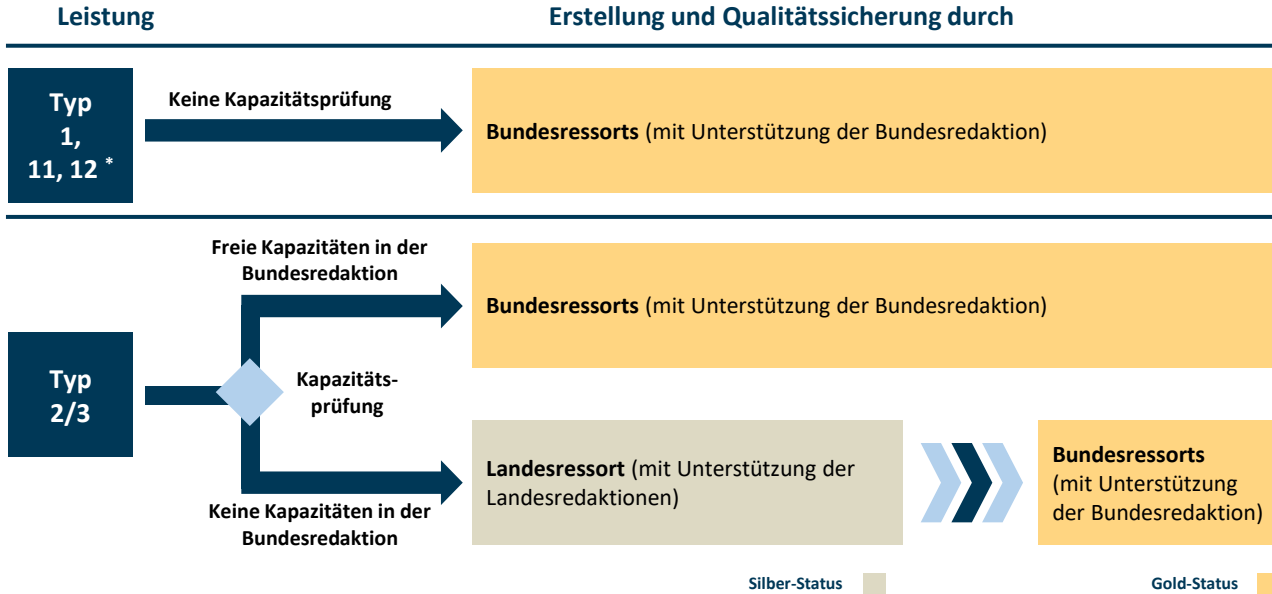 Leistung
Erstellung und Qualitätssicherung durch
Typ
1,
11, 12 *
Keine Kapazitätsprüfung
Bundesressorts (mit Unterstützung der Bundesredaktion)
Freie Kapazitäten in der
Bundesredaktion
Bundesressorts (mit Unterstützung der Bundesredaktion)
Typ
2/3
Kapazitäts-
prüfung
Keine Kapazitäten in der
Bundesredaktion
Landesressort (mit Unterstützung der
Landesredaktionen)
Bundesressorts
(mit Unterstützung
der Bundesredaktion)
Silber-Status
Gold-Status